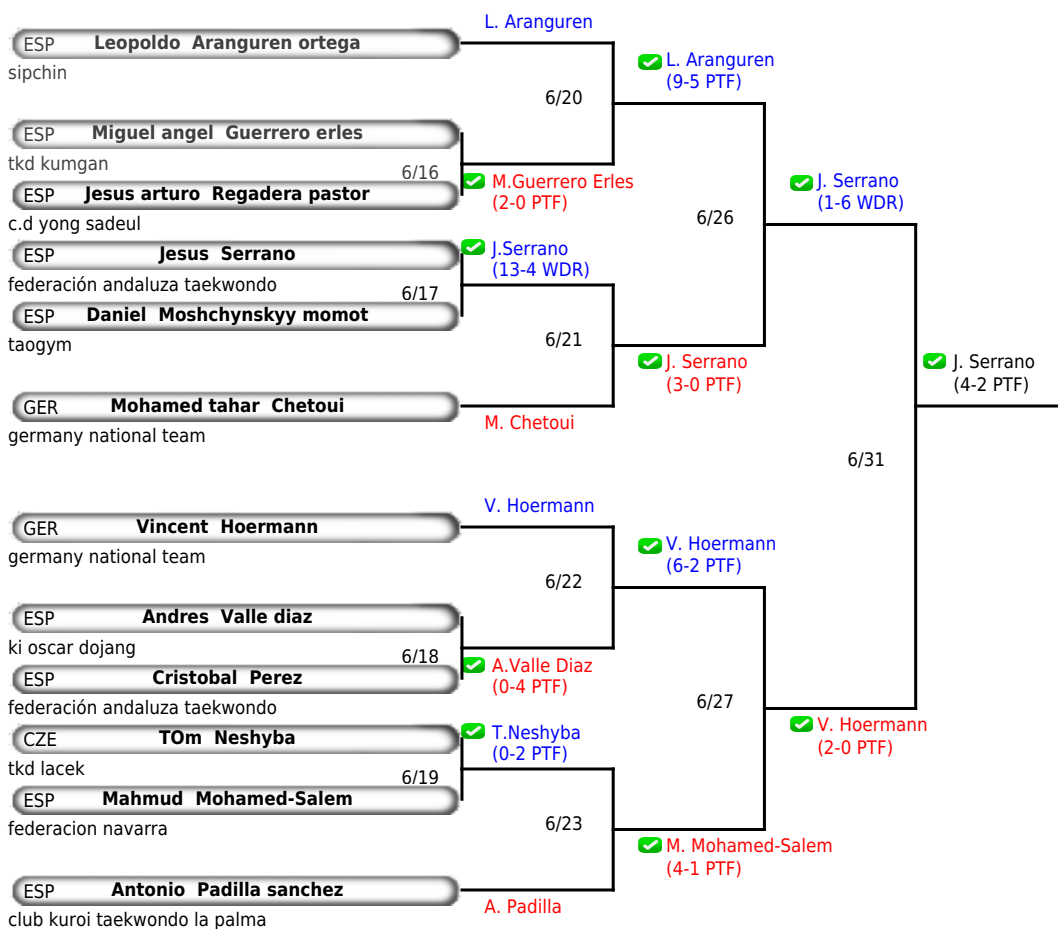 L. Aranguren
ESP Leopoldo Aranguren ortega
sipchin
L. Aranguren
(9-5 PTF)
6/20
ESP Miguel angel Guerrero erles
tkd kumgan
6/16
M.Guerrero Erles
(2-0 PTF)
ESP Jesus arturo Regadera pastor
c.d yong sadeul
J. Serrano
(1-6 WDR)
6/26
ESP Jesus Serrano
federación andaluza taekwondo
J.Serrano
(13-4 WDR)
6/17
ESP Daniel Moshchynskyy momot
taogym
6/21
J. Serrano
(3-0 PTF)
GER Mohamed tahar Chetoui
germany national team
M. Chetoui
J. Serrano
(4-2 PTF)
6/31
V. Hoermann
GER Vincent Hoermann
germany national team
V. Hoermann
(6-2 PTF)
6/22
ESP Andres Valle diaz
ki oscar dojang
6/18
A.Valle Diaz
(0-4 PTF)
ESP Cristobal Perez
federación andaluza taekwondo
6/27
V. Hoermann
(2-0 PTF)
CZE TOm Neshyba
tkd lacek
T.Neshyba
(0-2 PTF)
6/19
ESP Mahmud Mohamed-Salem
federacion navarra
6/23
M. Mohamed-Salem
(4-1 PTF)
ESP Antonio Padilla sanchez
club kuroi taekwondo la palma
A. Padilla